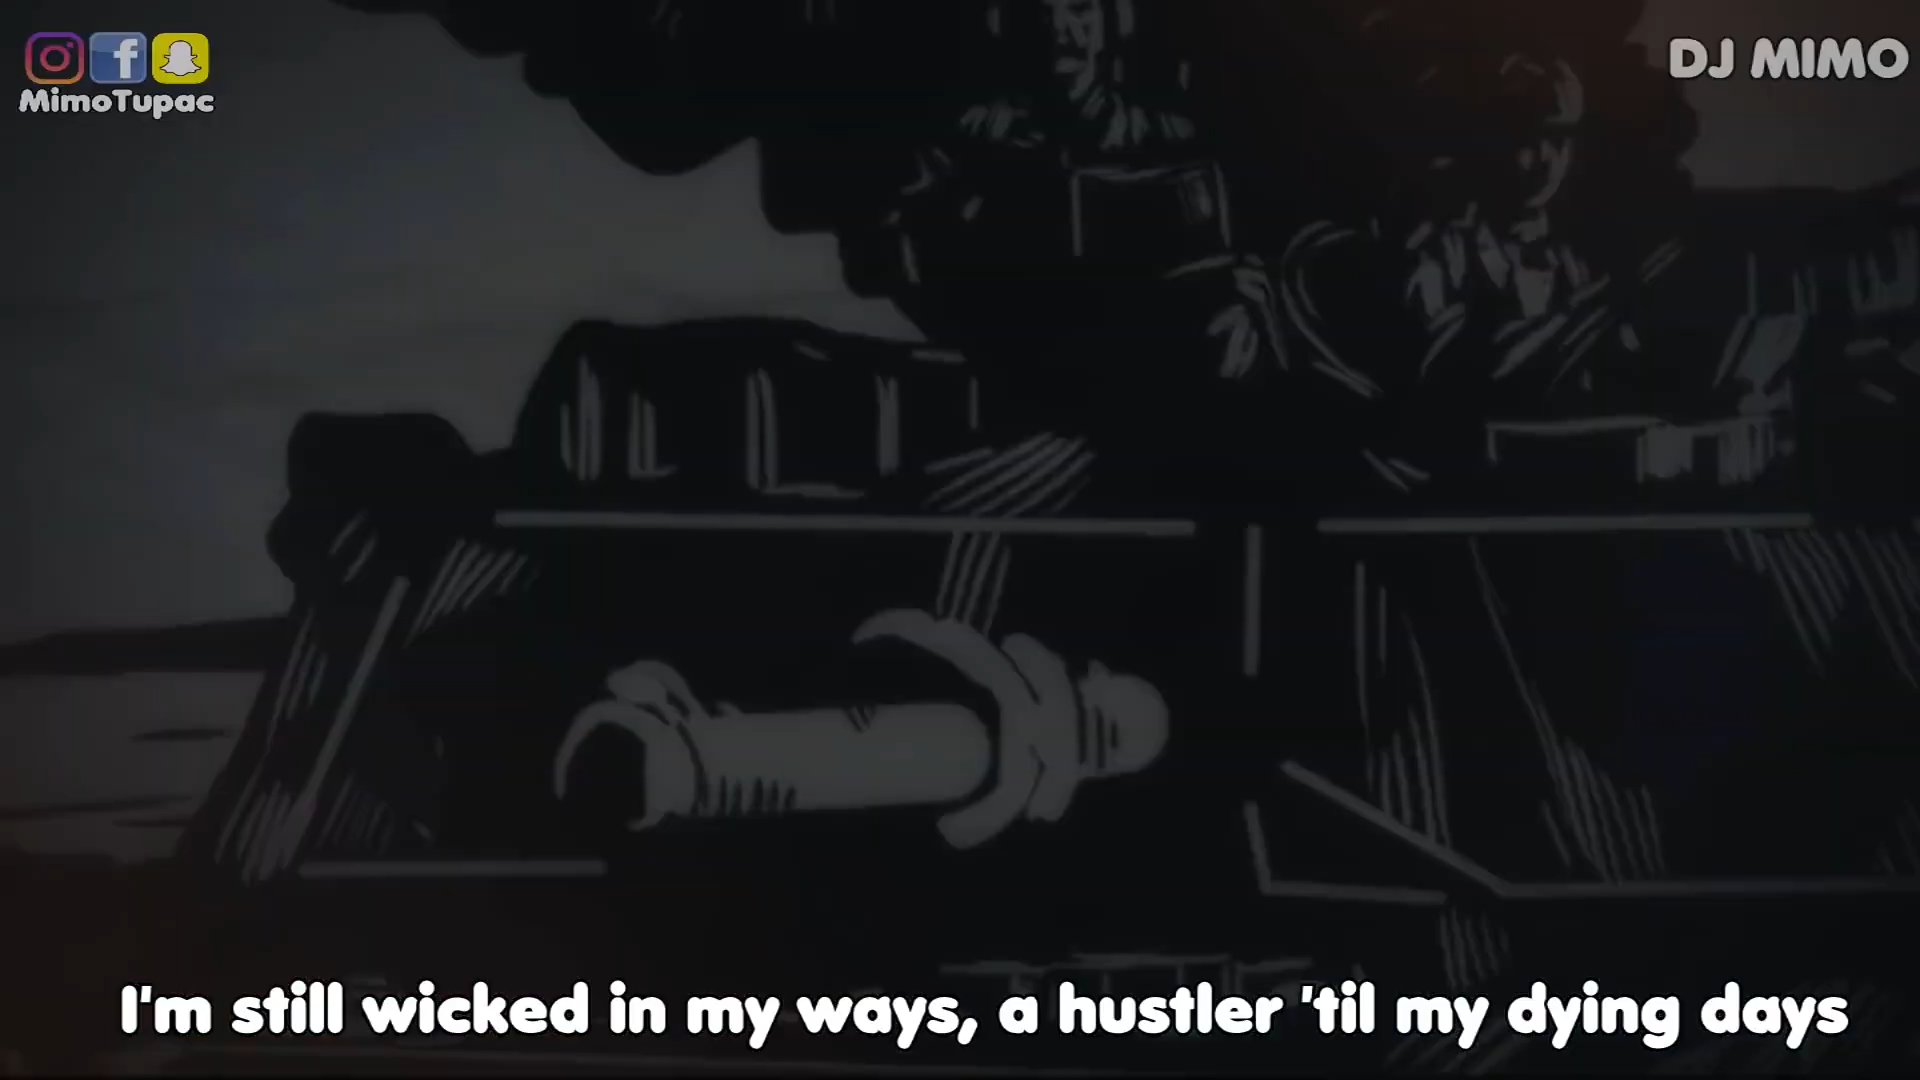 MimoTupac
DJ MIMO
I'm still wicked in my ways, a hustler 'til my dying days